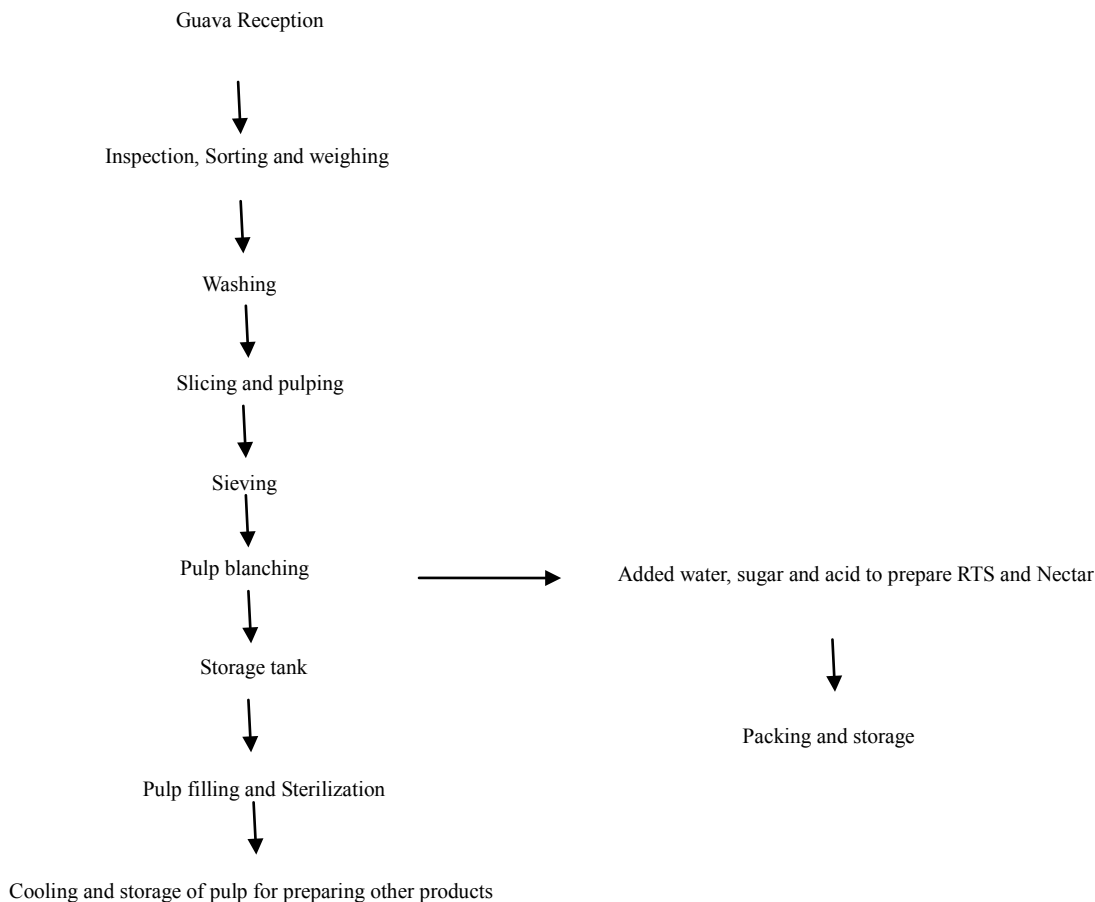 Guava Reception
Inspection, Sorting and weighing
Washing
Slicing and pulping
Sieving
Pulp blanching
Added water, sugar and acid to prepare RTS and Nectar
Storage tank
Packing and storage
Pulp filling and Sterilization
Cooling and storage of pulp for preparing other products